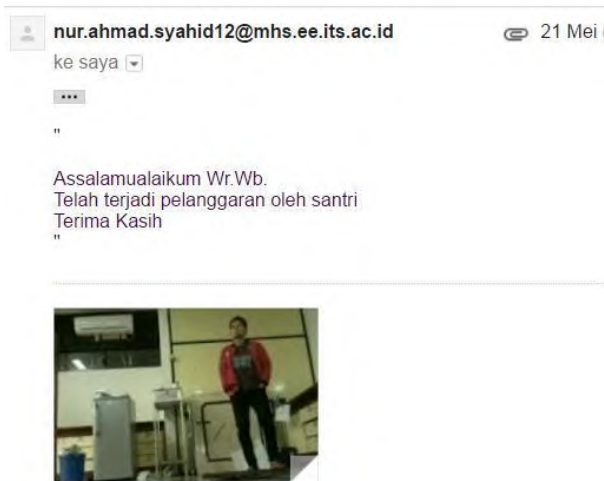 nur.ahmad.syahid12@mhs.ee.its.ac.id 21 Mei
ke saya
"
Assalamualaikum Wr.Wb.
Telah terjadi pelanggaran oleh santri
Terima Kasih
"